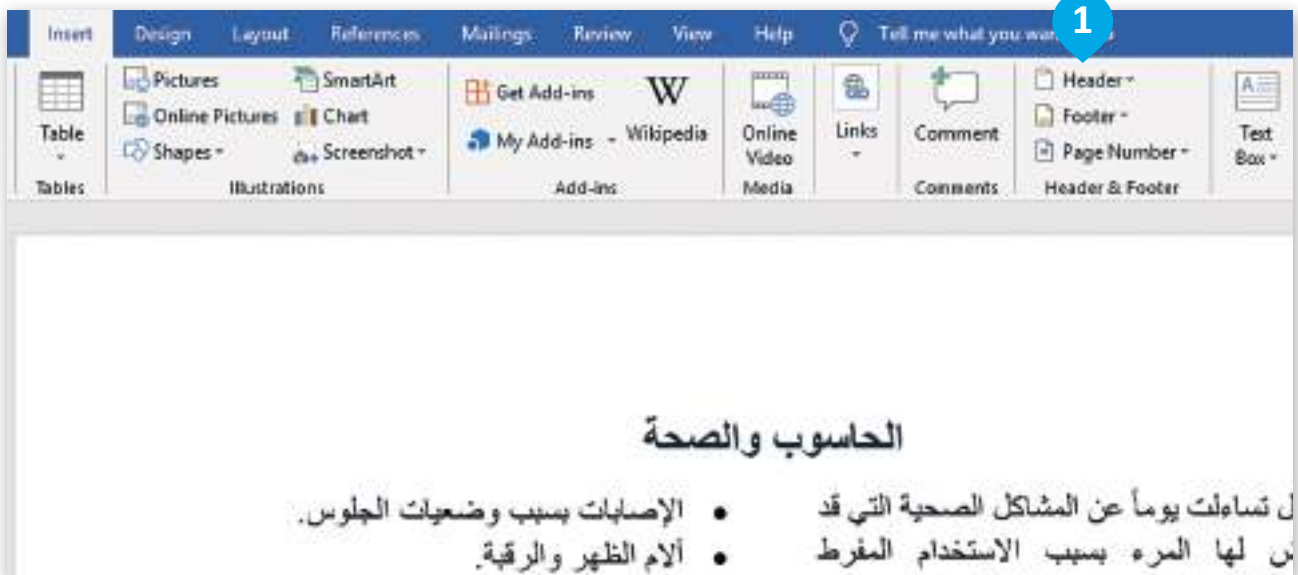 1
Insert Design Layout References Mailings Review View Help Tell me what you wan
Pictures SmartArt Get Add-ins W Header A
Online Pictures Chart Footer
Table My Add-ins Wikipedia Online Links Comment Text
Shapes Screenshot Video Page Number Box
Tables Illustrations Add-ins Media Comments Header & Footer
الحاسوب والصحة
تساءلت يوماً عن المشاكل الصحية التي قد
لها المرء بسبب الاستخدام المفرط
• الإصابات بسبب وضعيات الجلوس.
• آلام الظهر والرقبة.